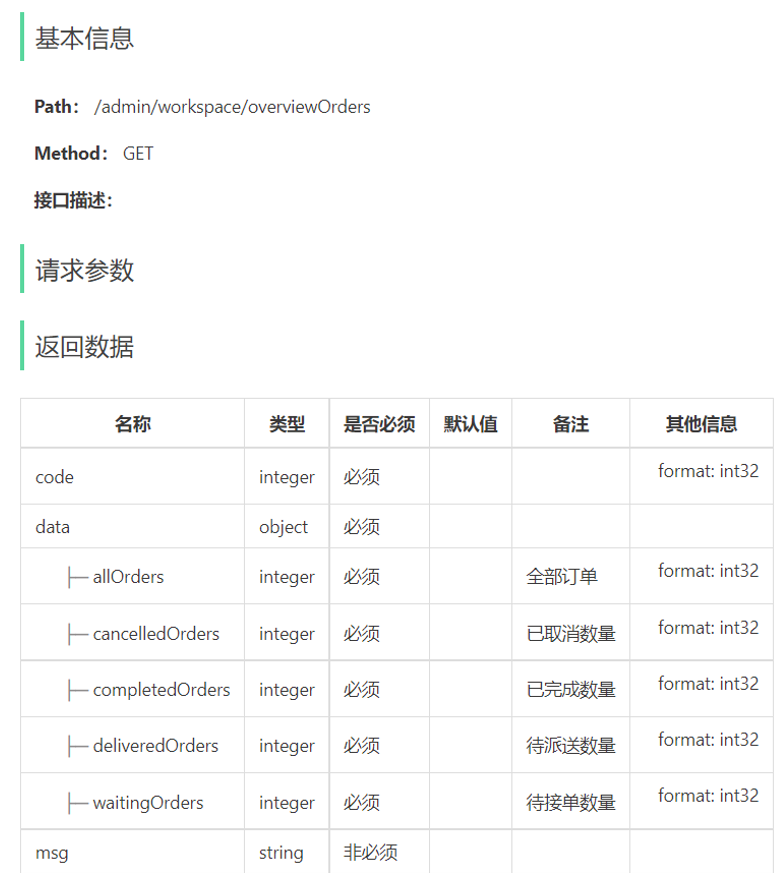 基本信息
Path： /admin/workspace/overviewOrders
Method： GET
接口描述：
请求参数
返回数据
名称 类型 是否必须 默认值 备注 其他信息
code integer 必须 format: int32
data object 必须
├─ allOrders integer 必须 全部订单 format: int32
├─ cancelledOrders integer 必须 已取消数量 format: int32
├─ completedOrders integer 必须 已完成数量 format: int32
├─ deliveredOrders integer 必须 待派送数量 format: int32
├─ waitingOrders integer 必须 待接单数量 format: int32
msg string 非必须